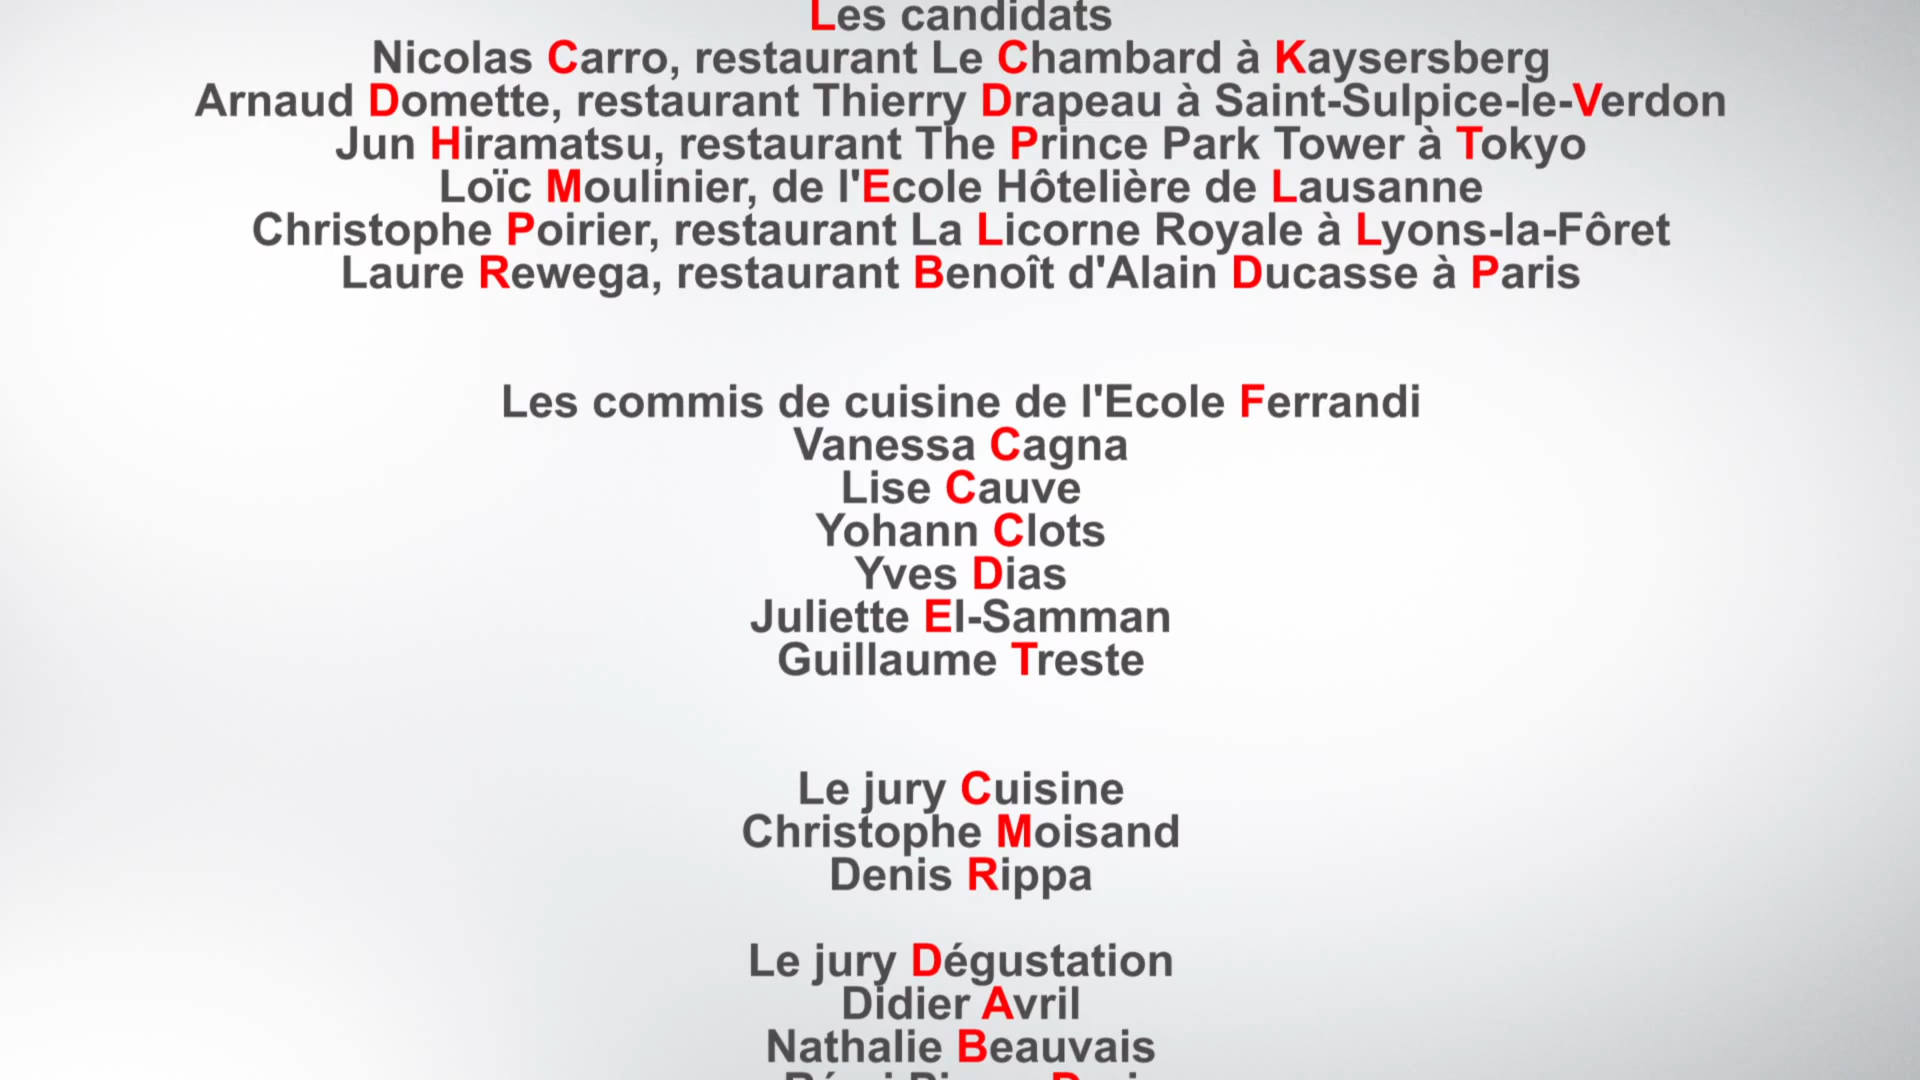 Les candidats
Nicolas Carro, restaurant Le Chambard à Kaysersberg
Arnaud Domette, restaurant Thierry Drapeau à Saint-Sulpice-le-Verdon
Jun Hiramatsu, restaurant The Prince Park Tower à Tokyo
Loïc Moulinier, de l'Ecole Hôtelière de Lausanne
Christophe Poirier, restaurant La Licorne Royale à Lyons-la-Fôret
Laure Rewega, restaurant Benoît d'Alain Ducasse à Paris
Les commis de cuisine de l'Ecole Ferrandi
Vanessa Cagna
Lise Cauve
Yohann Clots
Yves Dias
Juliette El-Samman
Guillaume Treste
Le jury Cuisine
Christophe Moisand
Denis Rippa
Le jury Dégustation
Didier Avril
Nathalie Beauvais